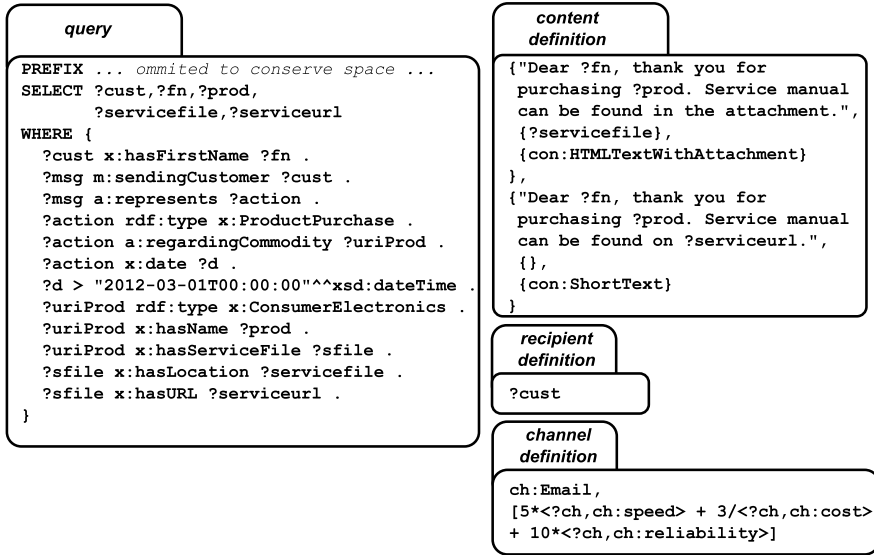 query
PREFIX ... ommited to conserve space ...
SELECT ?cust,?fn,?prod,
?servicefile,?serviceurl
WHERE {
?cust x:hasFirstName ?fn .
?msg m:sendingCustomer ?cust .
?msg a:represents ?action .
?action rdf:type x:ProductPurchase .
?action a:regardingCommodity ?uriProd .
?action x:date ?d .
?d > "2012-03-01T00:00:00"^^xsd:dateTime .
?uriProd rdf:type x:ConsumerElectronics .
?uriProd x:hasName ?prod .
?uriProd x:hasServiceFile ?sfile .
?sfile x:hasLocation ?servicefile .
?sfile x:hasURL ?serviceurl .
}
content
definition
{"Dear ?fn, thank you for
purchasing ?prod. Service manual
can be found in the attachment.",
{?servicefile},
{con:HTMLTextWithAttachment}
},
{"Dear ?fn, thank you for
purchasing ?prod. Service manual
can be found on ?serviceurl.",
{},
{con:ShortText}
}
recipient
definition
?cust
channel
definition
ch:Email,
[5*<?ch,ch:speed> + 3/<?ch,ch:cost>
+ 10*<?ch,ch:reliability>]